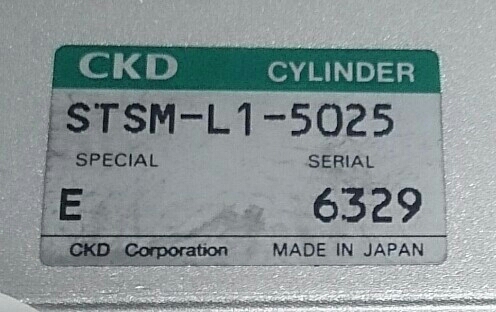 CKD CYLINDER
STSM-L1-5025
SPECIAL SERIAL
E 6329
CKD Corporation MADE IN JAPAN